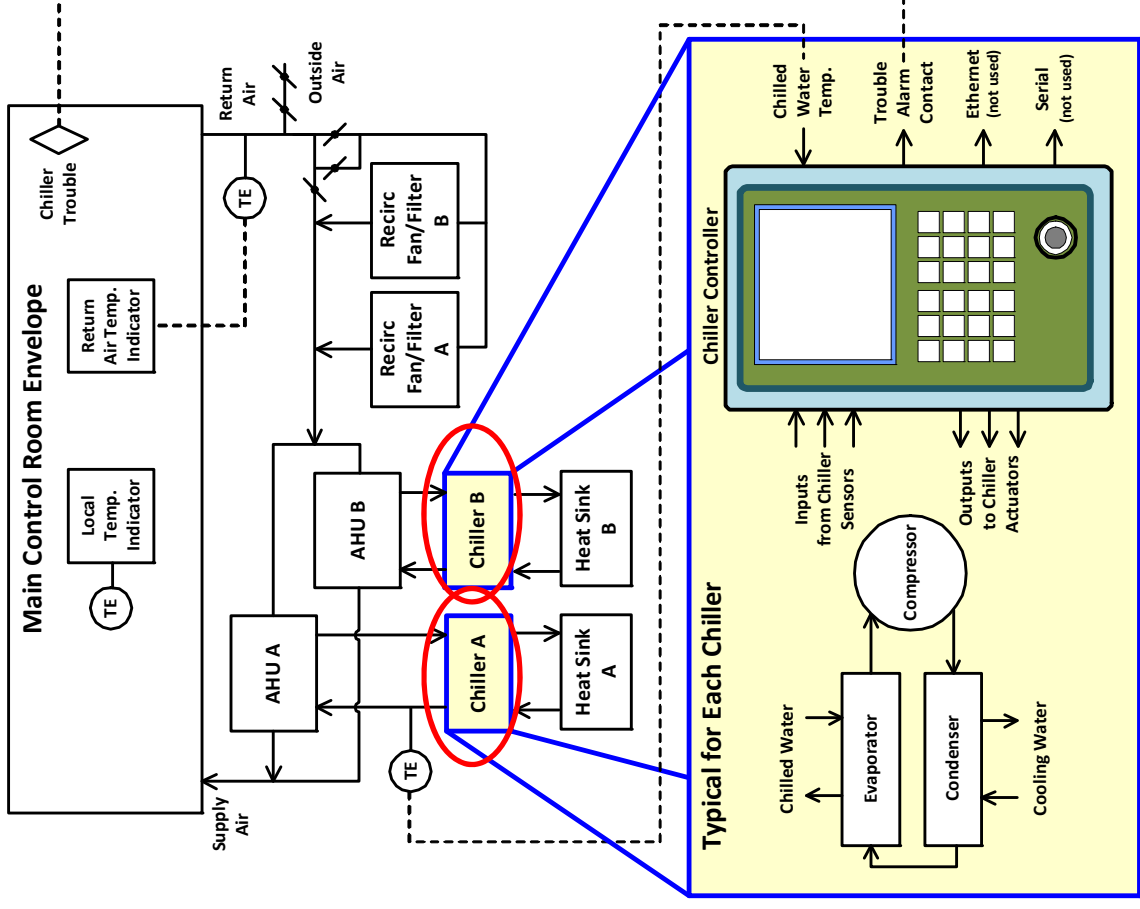 Main Control Room Envelope
TE
Local
Temp.
Indicator
Return
Air Temp.
Indicator
Chiller
Trouble
Supply
Air
TE
Return
Air
Outside
Air
AHU A
AHU B
Recirc
Fan/Filter
A
Recirc
Fan/Filter
B
TE
Chiller A
Chiller B
Heat Sink
A
Heat Sink
B
Typical for Each Chiller
Chilled Water
Evaporator
Condenser
Cooling Water
Compressor
Inputs
from Chiller
Sensors
Outputs
to Chiller
Actuators
Chiller Controller
Chilled
Water
Temp.
Trouble
Alarm
Contact
Ethernet
(not used)
Serial
(not used)